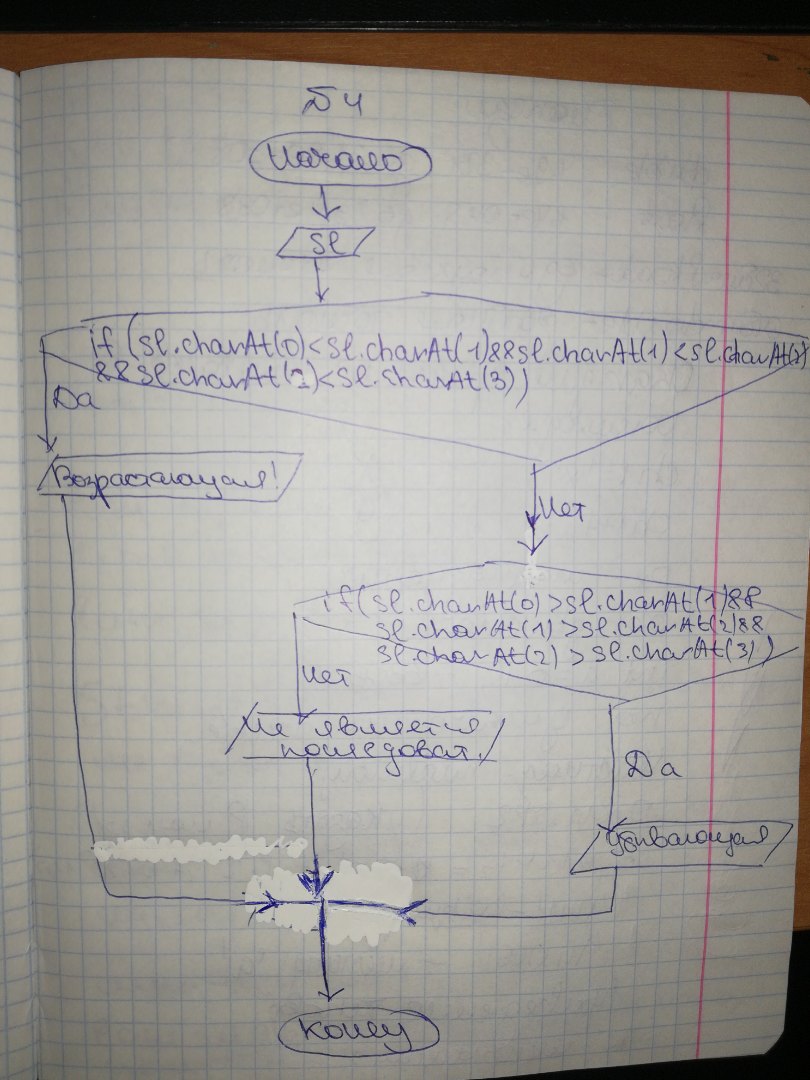 Б4
Начало
sl
if (sl.charAt(0)<sl.charAt(1)&&sl.charAt(1)<sl.charAt(2)
&&sl.charAt(2)<sl.charAt(3))
Да
Возрастающая!
Нет
if(sl.charAt(0)>sl.charAt(1)&&
sl.charAt(1)>sl.charAt(2)&&
sl.charAt(2)>sl.charAt(3))
Нет
Не является
последоват.
Да
Убывающая
Конец